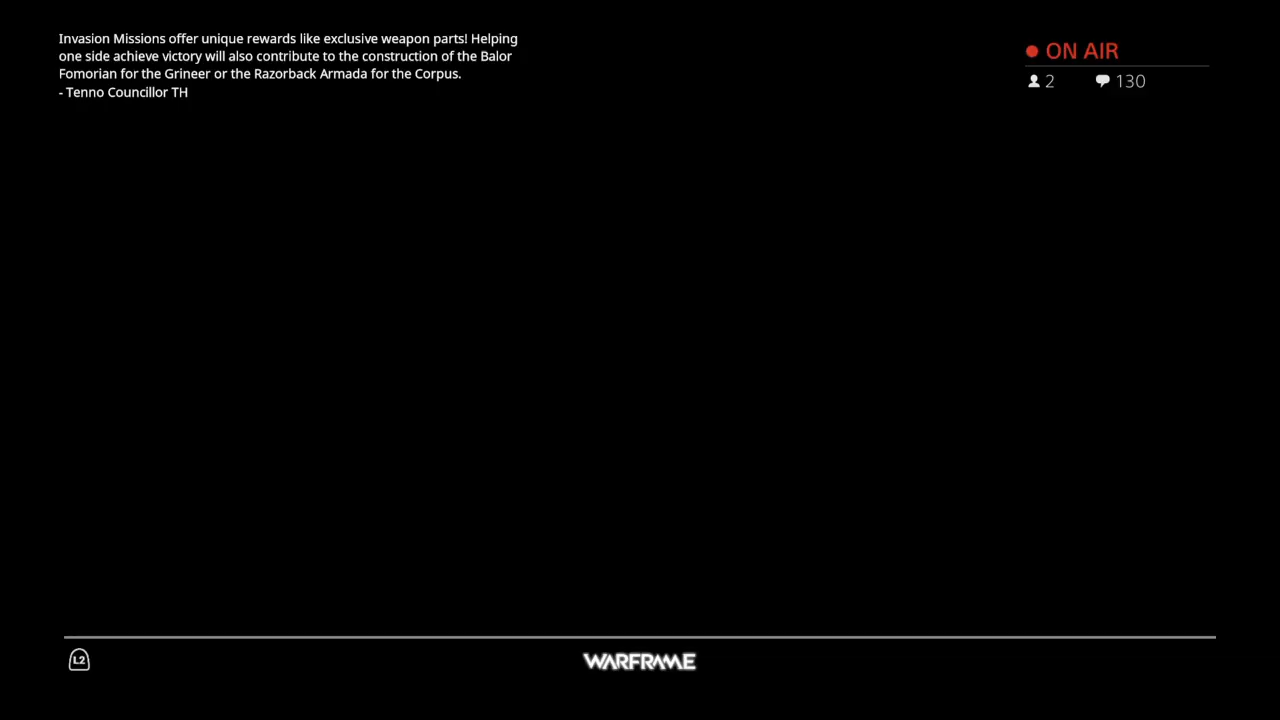 Invasion Missions offer unique rewards like exclusive weapon parts! Helping
one side achieve victory will also contribute to the construction of the Balor
Fomorian for the Grineer or the Razorback Armada for the Corpus.
- Tenno Councillor TH
ON AIR
2 130
L2
WARFRAME